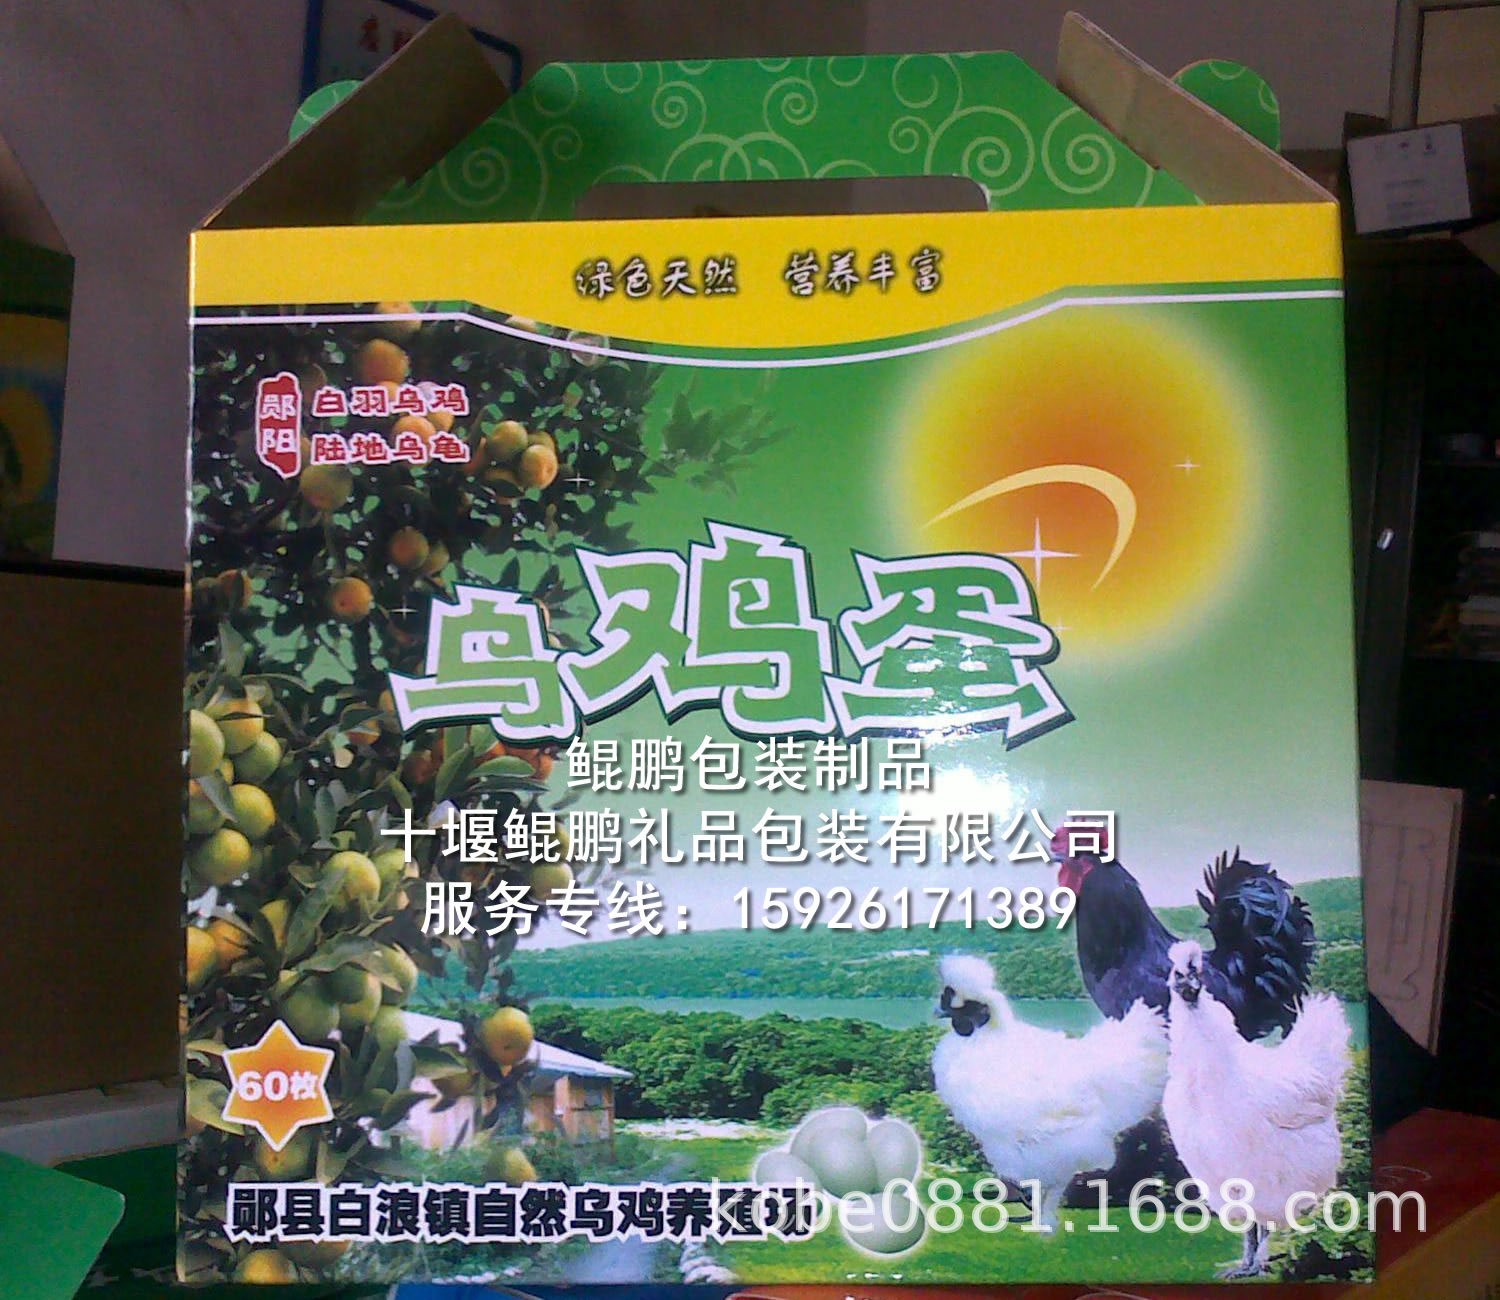 绿色天然 营养丰富
郧阳
白羽乌鸡
陆地乌龟
乌鸡蛋
鲲鹏包装制品
十堰鲲鹏礼品包装有限公司
服务专线：15926171389
60枚
郧县白浪镇自然乌鸡养殖场
kobe0881.1688.com